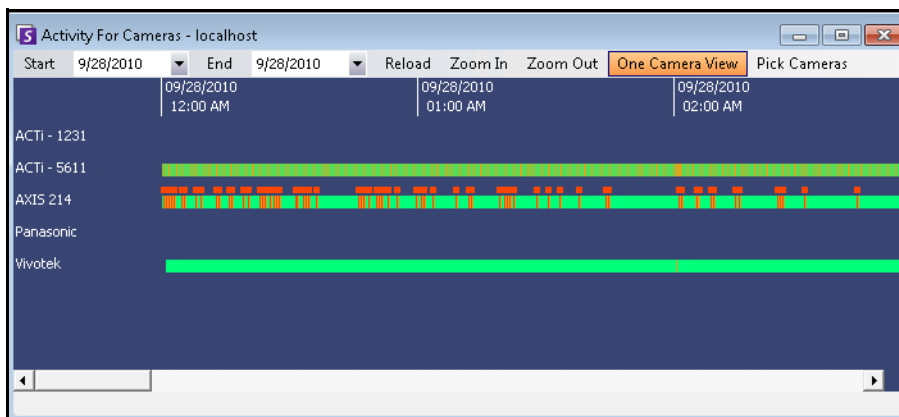 S Activity For Cameras - localhost
Start 9/28/2010 End 9/28/2010 Reload Zoom In Zoom Out One Camera View Pick Cameras
09/28/2010 09/28/2010 09/28/2010
12:00 AM 01:00 AM 02:00 AM
ACTi - 1231
ACTi - 5611
AXIS 214
Panasonic
Vivotek